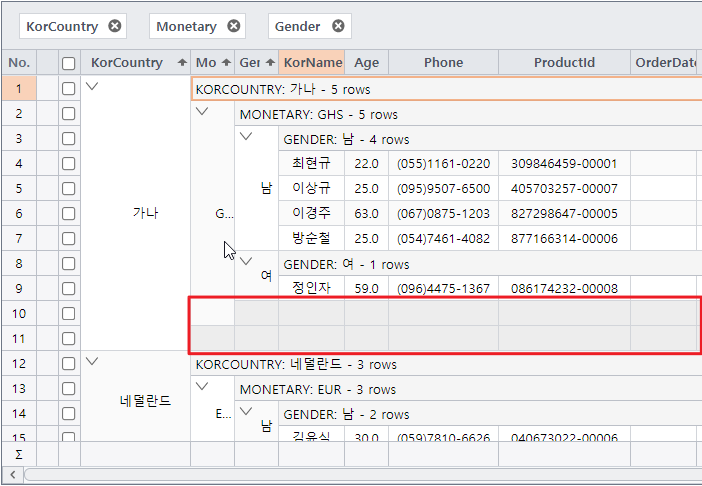 KorCountry Monetary Gender
No. KorCountry Mo Ger KorName Age Phone ProductId OrderDate
1 KORCOUNTRY: 가나 - 5 rows
2 MONETARY: GHS - 5 rows
3 GENDER: 남 - 4 rows
4 최현규 22.0 (055)1161-0220 309846459-00001
5 남 이상규 25.0 (095)9507-6500 405703257-00007
6 가나 G... 이경주 63.0 (067)0875-1203 827298647-00005
7 방순철 25.0 (054)7461-4082 877166314-00006
8 GENDER: 여 - 1 rows
9 여 정인자 59.0 (096)4475-1367 086174232-00008
10
11
12 KORCOUNTRY: 네덜란드 - 3 rows
13 네덜란드 MONETARY: EUR - 3 rows
14 E... 남 GENDER: 남 - 2 rows
15 김윤식 30.0 (059)7810-6626 040673022-00006
Σ